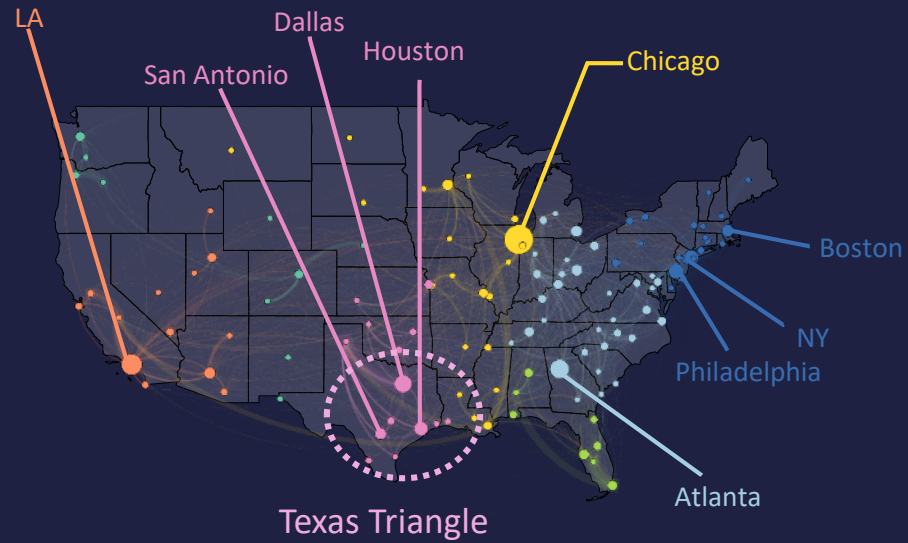 LA
Dallas
Houston
San Antonio
Chicago
Boston
NY
Philadelphia
Atlanta
Texas Triangle